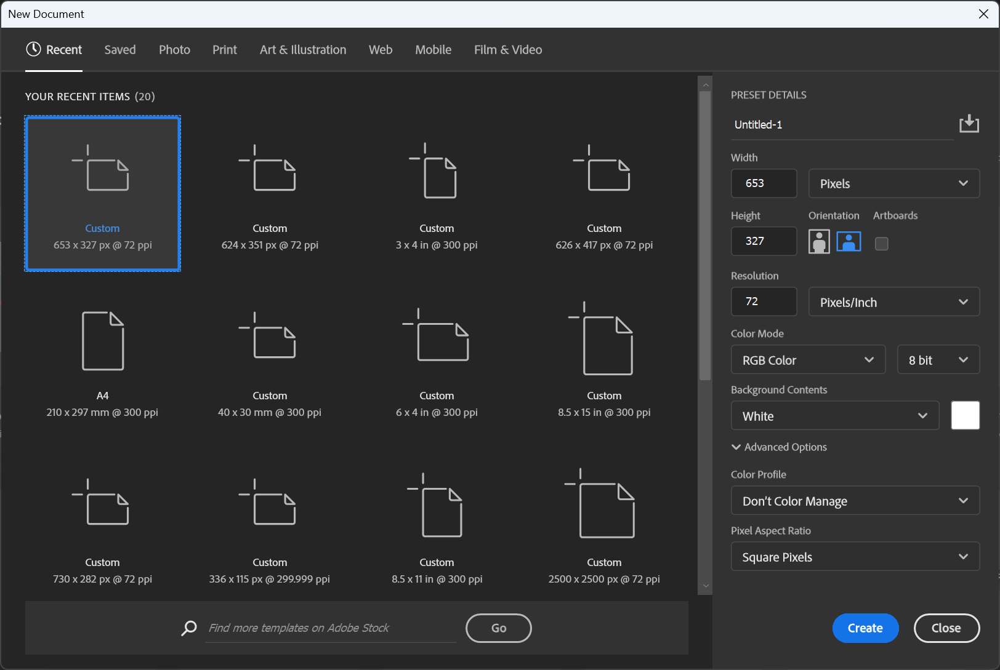 New Document
Recent Saved Photo Print Art & Illustration Web Mobile Film & Video
YOUR RECENT ITEMS (20)
Custom
653 x 327 px @ 72 ppi
Custom
624 x 351 px @ 72 ppi
Custom
3 x 4 in @ 300 ppi
Custom
626 x 417 px @ 72 ppi
A4
210 x 297 mm @ 300 ppi
Custom
40 x 30 mm @ 300 ppi
Custom
6 x 4 in @ 300 ppi
Custom
8.5 x 15 in @ 300 ppi
Custom
730 x 282 px @ 72 ppi
Custom
336 x 115 px @ 299.999 ppi
Custom
8.5 x 11 in @ 300 ppi
Custom
2500 x 2500 px @ 72 ppi
Find more templates on Adobe Stock
Go
PRESET DETAILS
Untitled-1
Width
653 Pixels
Height Orientation Artboards
327
Resolution
72 Pixels/Inch
Color Mode
RGB Color 8 bit
Background Contents
White
Advanced Options
Color Profile
Don't Color Manage
Pixel Aspect Ratio
Square Pixels
Create Close